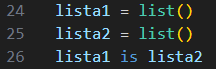 24 lista1 = list()
25 lista2 = list()
26 lista1 is lista2